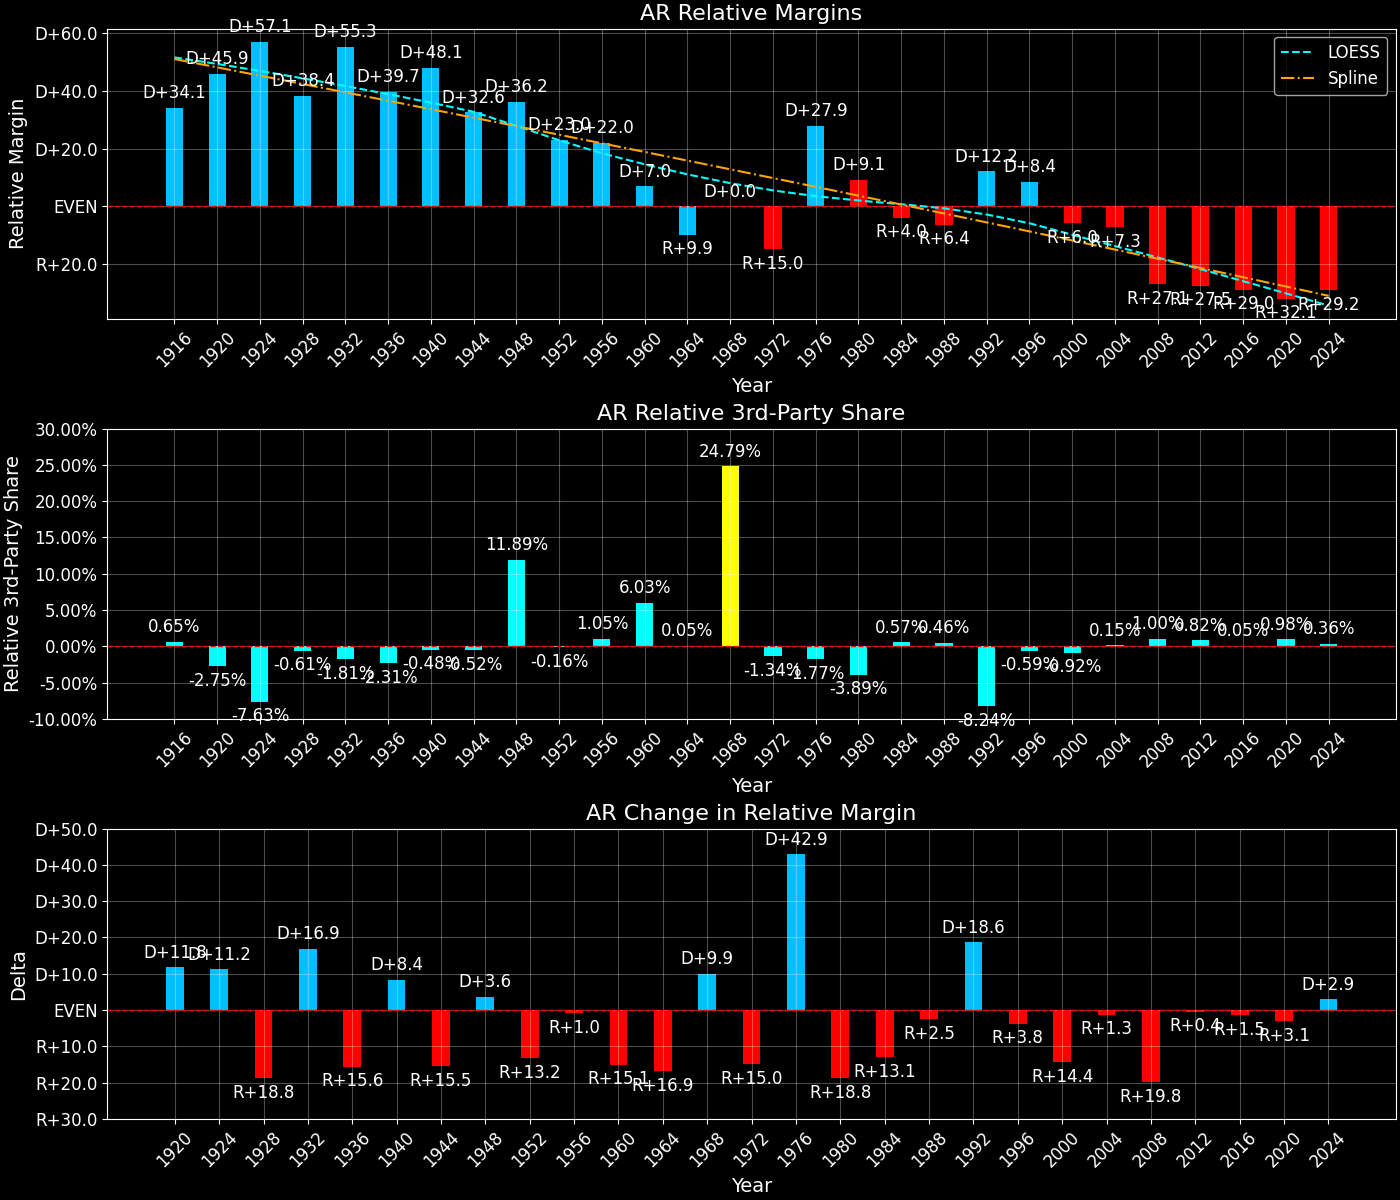 AR Relative Margins
D+60.0
D+40.0
D+20.0
EVEN
R+20.0
Relative Margin
LOESS
Spline
D+34.1
D+45.9
D+57.1
D+38.4
D+55.3
D+39.7
D+48.1
D+32.6
D+36.2
D+23.0
D+22.0
D+7.0
R+9.9
D+0.0
R+15.0
D+27.9
D+9.1
R+4.0
R+6.4
D+12.2
D+8.4
R+6.0
R+7.3
R+27.1
R+27.5
R+29.0
R+32.1
R+29.2
1916 1920 1924 1928 1932 1936 1940 1944 1948 1952 1956 1960 1964 1968 1972 1976 1980 1984 1988 1992 1996 2000 2004 2008 2012 2016 2020 2024
Year
AR Relative 3rd-Party Share
30.00%
25.00%
20.00%
15.00%
10.00%
5.00%
0.00%
-5.00%
-10.00%
Relative 3rd-Party Share
0.65%
-2.75%
-7.63%
-0.61%
-1.81%
-2.31%
-0.48%
-0.52%
11.89%
-0.16%
1.05%
6.03%
0.05%
24.79%
-1.34%
-1.77%
-3.89%
0.57%
0.46%
-8.24%
-0.59%
-0.92%
0.15%
1.00%
0.82%
0.05%
0.98%
0.36%
1916 1920 1924 1928 1932 1936 1940 1944 1948 1952 1956 1960 1964 1968 1972 1976 1980 1984 1988 1992 1996 2000 2004 2008 2012 2016 2020 2024
Year
AR Change in Relative Margin
D+50.0
D+40.0
D+30.0
D+20.0
D+10.0
EVEN
R+10.0
R+20.0
R+30.0
Delta
D+11.8
D+11.2
R+18.8
D+16.9
R+15.6
D+8.4
R+15.5
D+3.6
R+13.2
R+1.0
R+15.1
R+16.9
D+9.9
R+15.0
D+42.9
R+18.8
R+13.1
R+2.5
D+18.6
R+3.8
R+14.4
R+1.3
R+19.8
R+0.4
R+1.5
R+3.1
D+2.9
1920 1924 1928 1932 1936 1940 1944 1948 1952 1956 1960 1964 1968 1972 1976 1980 1984 1988 1992 1996 2000 2004 2008 2012 2016 2020 2024
Year